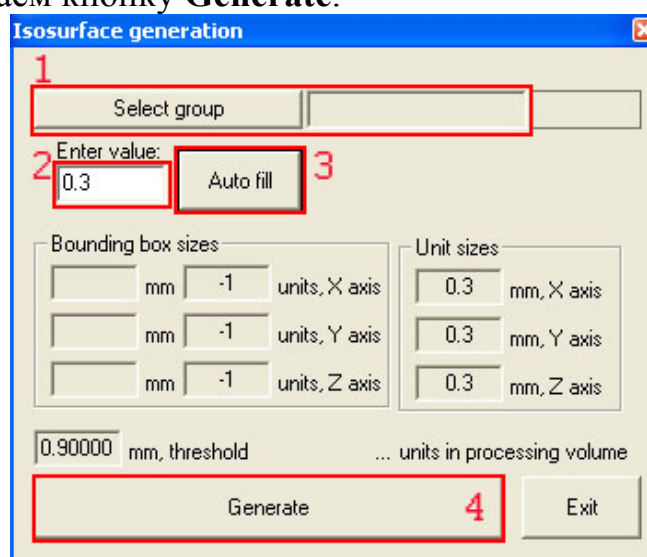 кнопку Generate.
Isosurface generation
1
Select group
2 Enter value:
0.3 Auto fill 3
Bounding box sizes Unit sizes
mm -1 units, X axis 0.3 mm, X axis
mm -1 units, Y axis 0.3 mm, Y axis
mm -1 units, Z axis 0.3 mm, Z axis
0.90000 mm, threshold ... units in processing volume
Generate 4 Exit